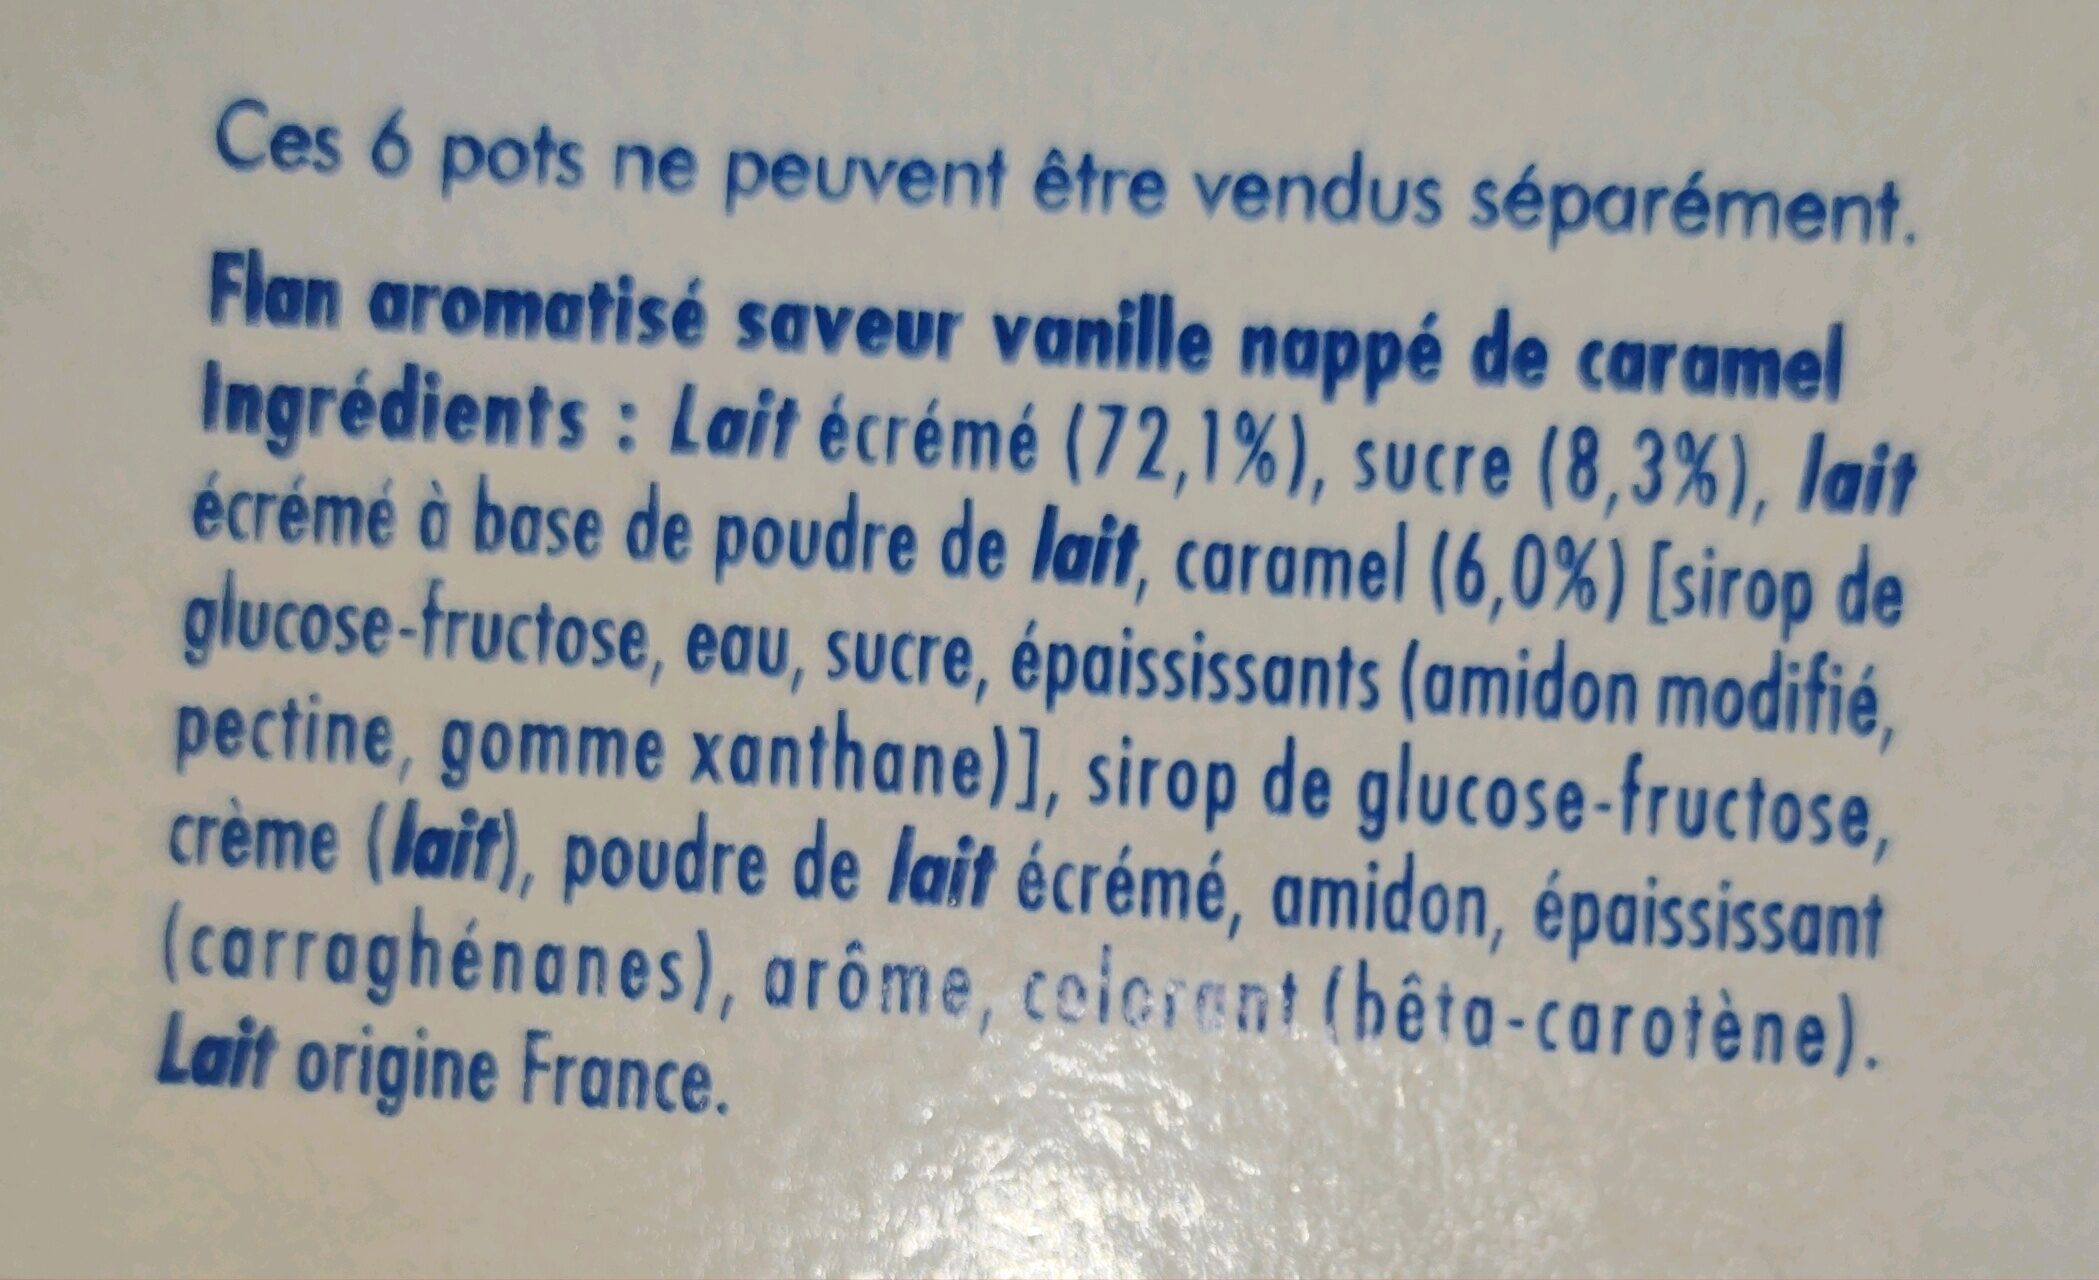 Ces 6 pots ne peuvent être vendus séparément.
Flan aromatisé saveur vanille nappé de caramel
Ingrédients : Lait écrémé (72,1%), sucre (8,3%), lait
écrémé à base de poudre de lait, caramel (6,0%) [sirop de
glucose-fructose, eau, sucre, épaississants (amidon modifié,
pectine, gomme xanthane)], sirop de glucose-fructose,
crème (lait), poudre de lait écrémé, amidon, épaississant
(carraghénanes), arôme, colorant (bêta-carotène).
Lait origine France.